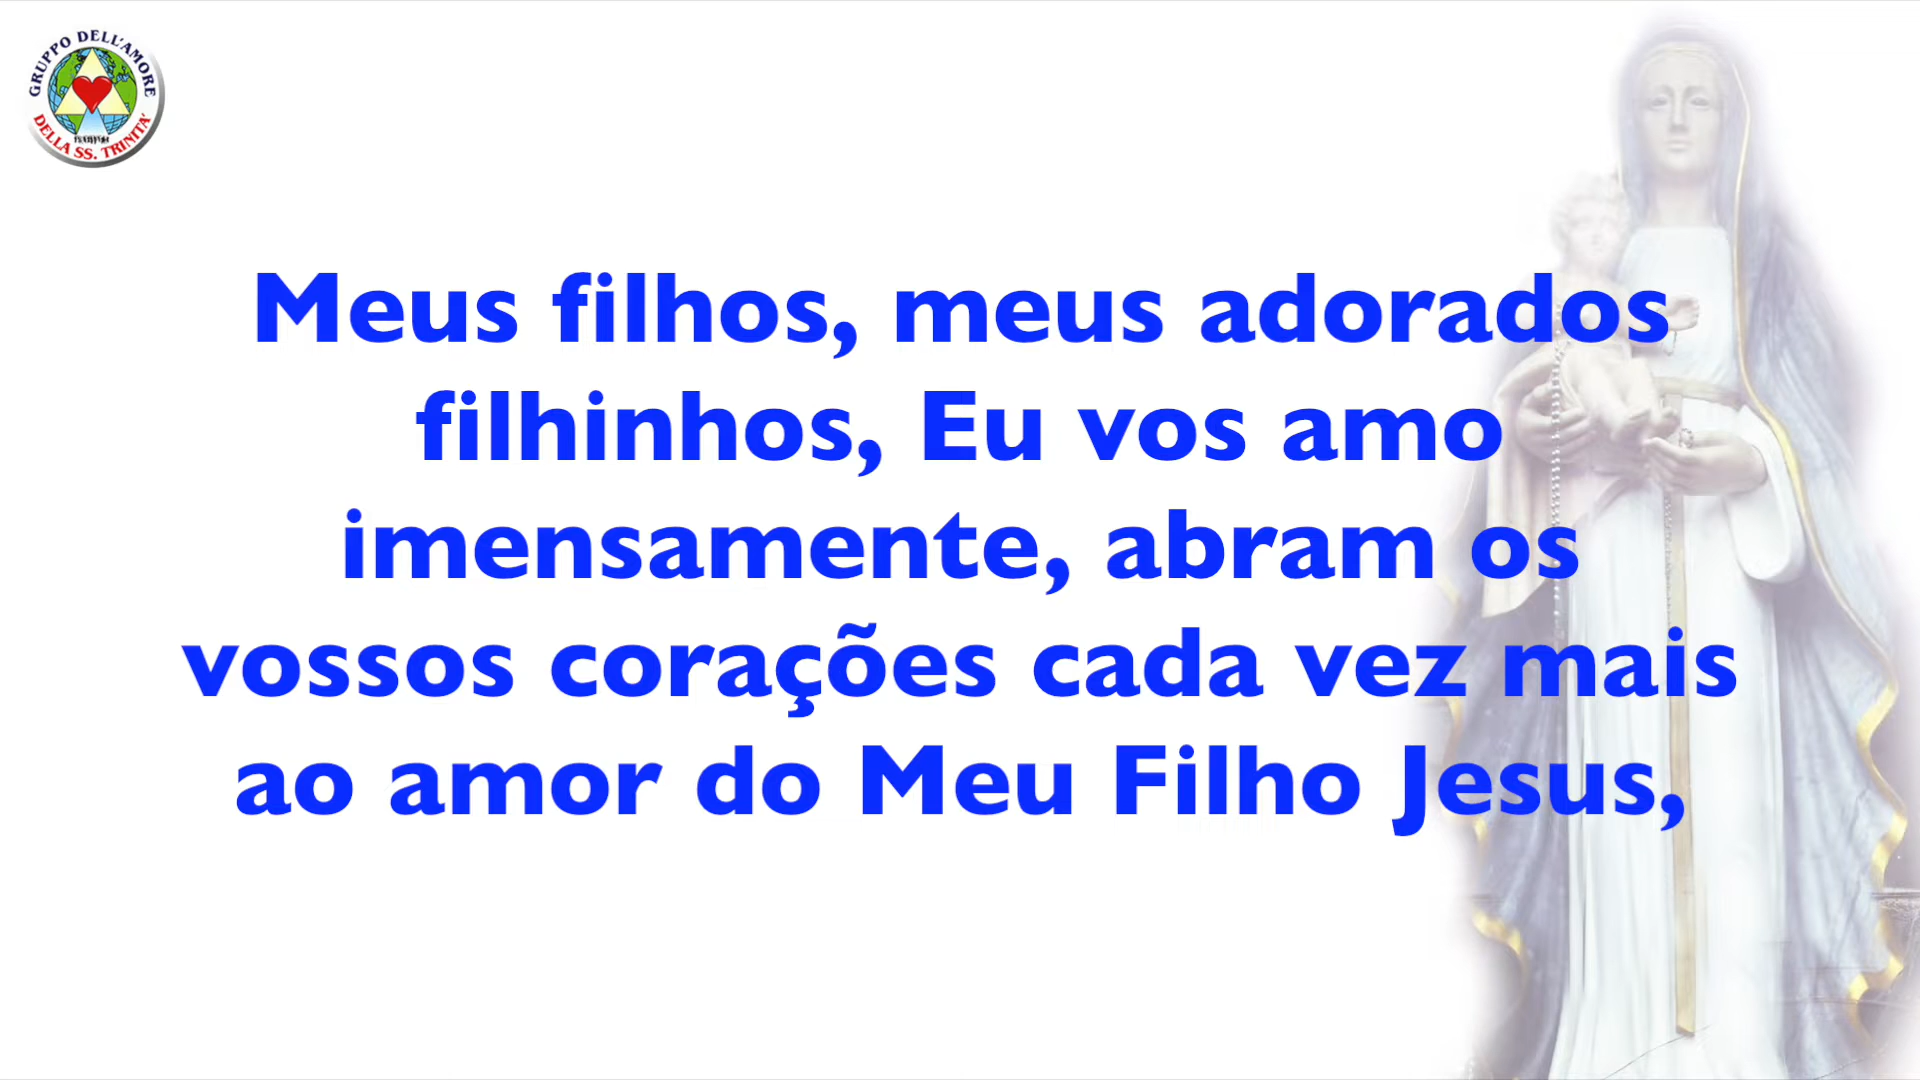 GRUPPO DELL'AMORE
DELLA SS. TRINITA'
Meus filhos, meus adorados
filhinhos, Eu vos amo
imensamente, abram os
vossos corações cada vez mais
ao amor do Meu Filho Jesus,